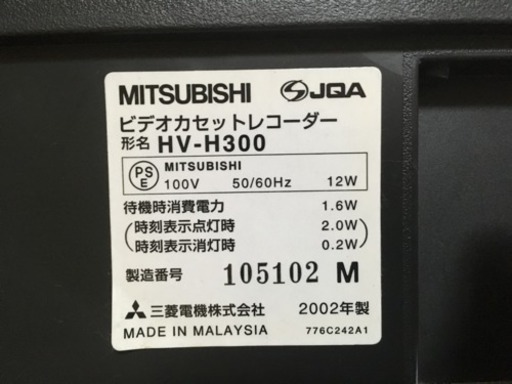 MITSUBISHI JQA
ビデオカセットレコーダー
形名 HV-H300
PSE MITSUBISHI
100V 50/60Hz 12W
待機時消費電力 1.6W
(時刻表示点灯時 2.0W)
(時刻表示消灯時 0.2W)
製造番号 105102 M
三菱電機株式会社 2002年製
MADE IN MALAYSIA 776C242A1